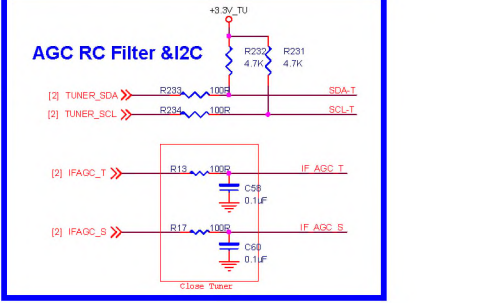 +3.3V_TU
AGC RC Filter &I2C
R232 R231
4.7K 4.7K
[2] TUNER_SDA R233 100R SDA-T
[2] TUNER_SCL R234 100R SCL-T
[2] IFAGC_T R13 100R IF_AGC_T
C58
0.1uF
[2] IFAGC_S R17 100R IF_AGC_S
C60
0.1uF
Close Tuner